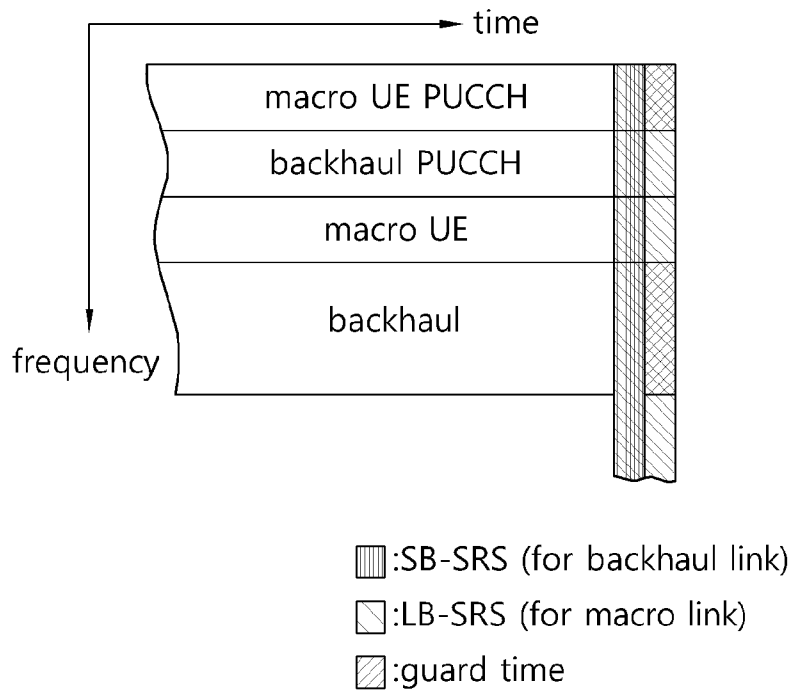 time
macro UE PUCCH
backhaul PUCCH
macro UE
backhaul
frequency
:SB-SRS (for backhaul link)
:LB-SRS (for macro link)
:guard time